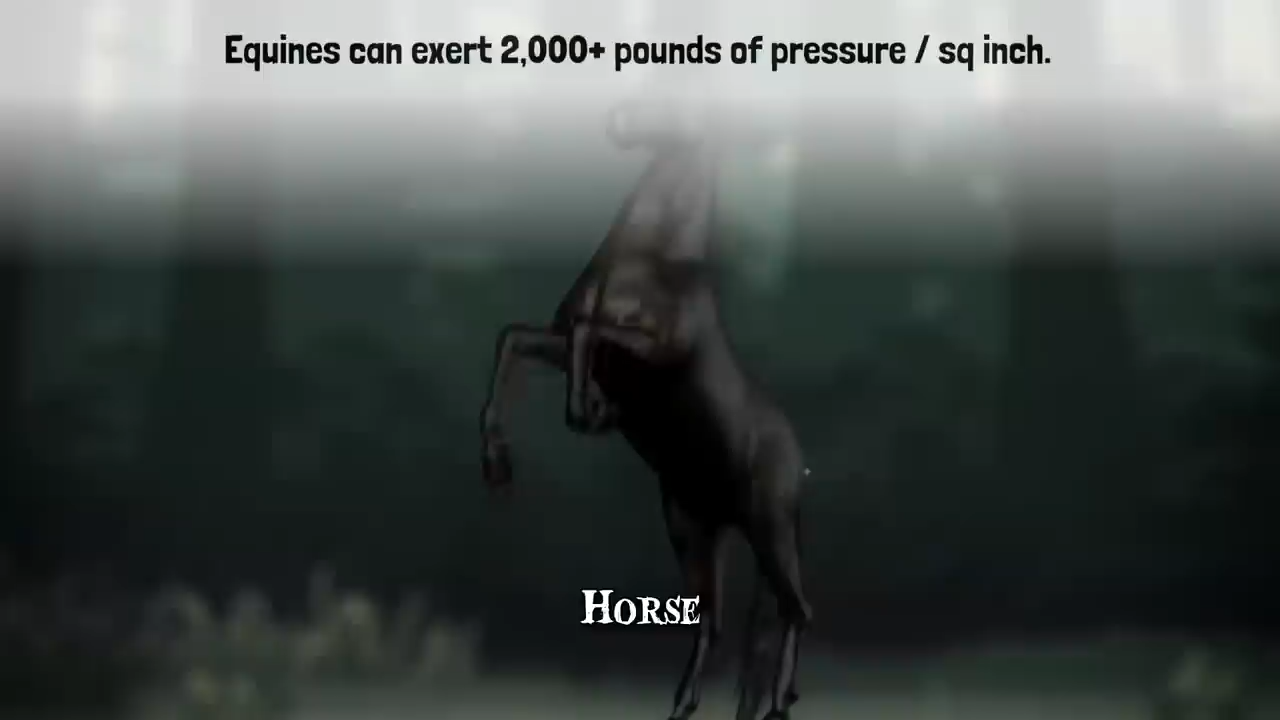 Equines can exert 2,000+ pounds of pressure / sq inch.
Horse